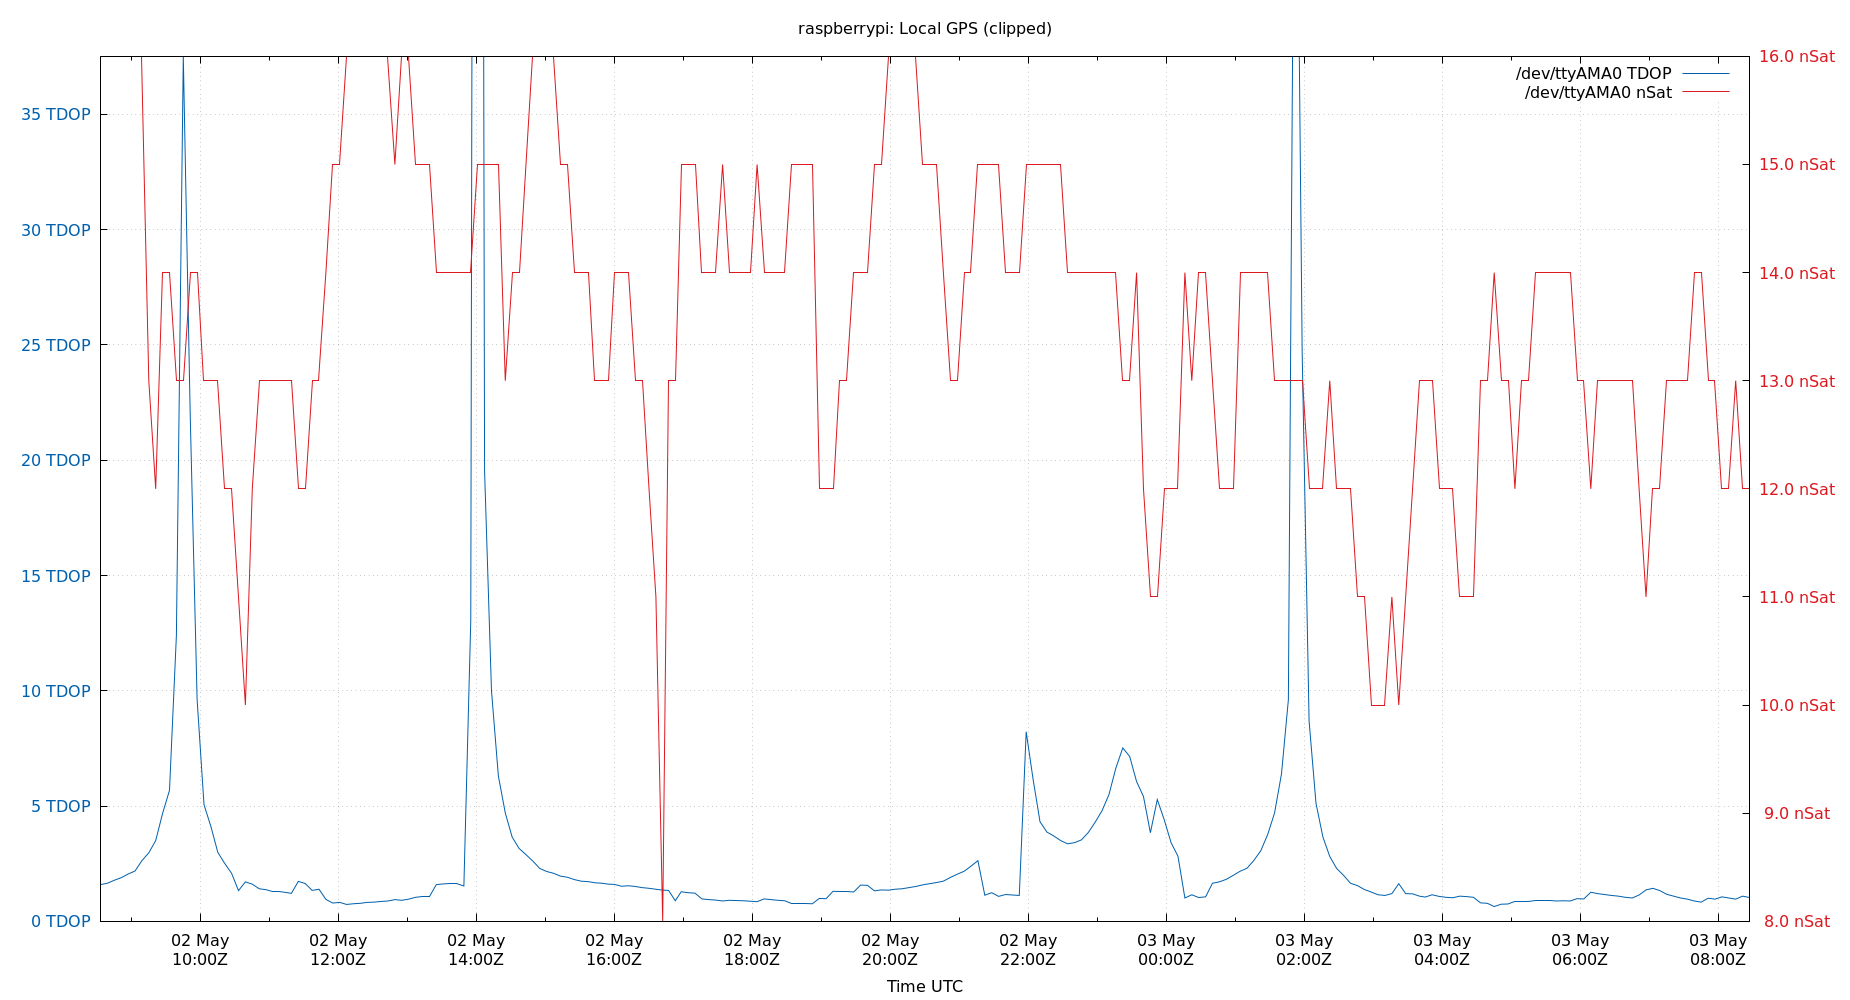 raspberrypi: Local GPS (clipped)
/dev/ttyAMA0 TDOP
/dev/ttyAMA0 nSat
35 TDOP
30 TDOP
25 TDOP
20 TDOP
15 TDOP
10 TDOP
5 TDOP
0 TDOP
16.0 nSat
15.0 nSat
14.0 nSat
13.0 nSat
12.0 nSat
11.0 nSat
10.0 nSat
9.0 nSat
8.0 nSat
02 May 02 May 02 May 02 May 02 May 02 May 02 May 03 May 03 May 03 May 03 May 03 May
10:00Z 12:00Z 14:00Z 16:00Z 18:00Z 20:00Z 22:00Z 00:00Z 02:00Z 04:00Z 06:00Z 08:00Z
Time UTC